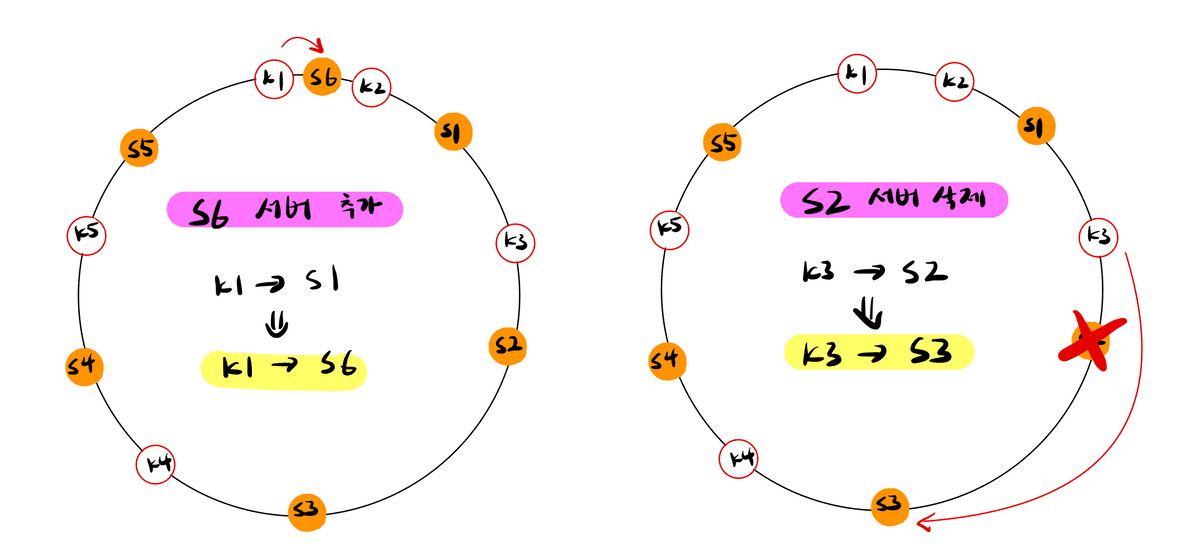 k1
S6
k2
S1
S5
S6 서버 추가
k5
k3
k1 → S1
⇓
k1 → S6
S2
S4
k4
S3
k1
k2
S1
S5
S2 서버 삭제
k5
k3
k3 → S2
⇓
k3 → S3
S4
k4
S3